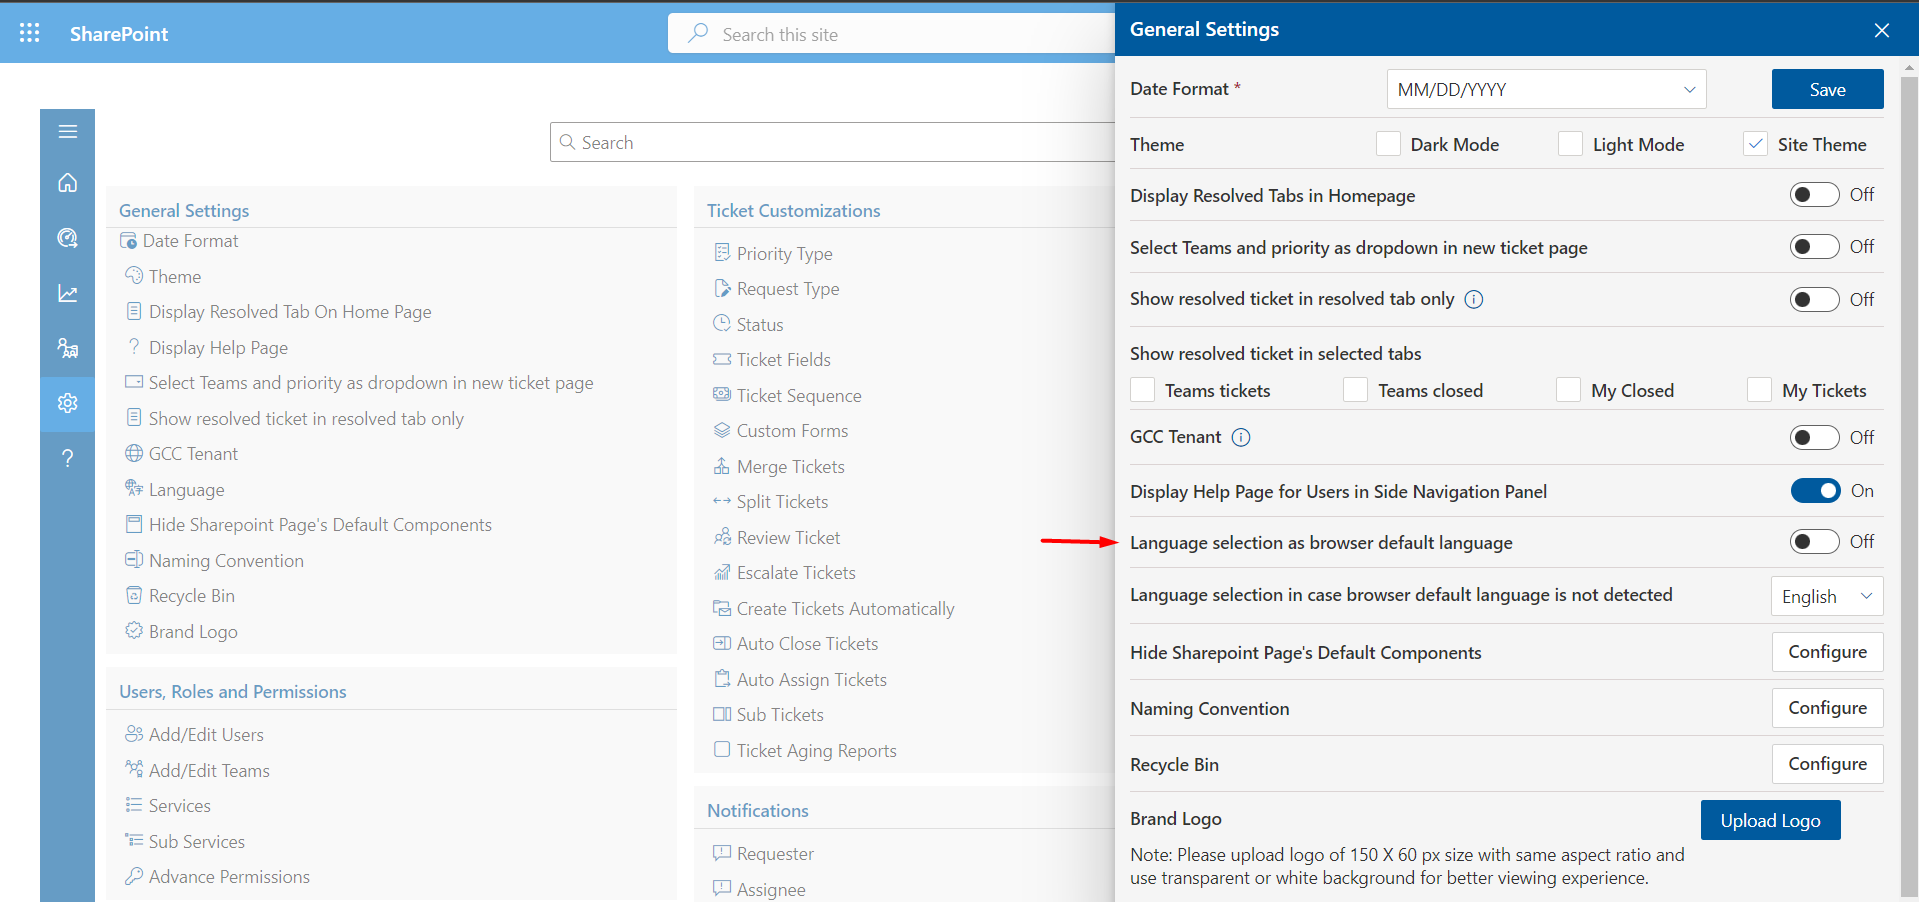 SharePoint
Search this site
Search
General Settings
Date Format
Theme
Display Resolved Tab On Home Page
Display Help Page
Select Teams and priority as dropdown in new ticket page
Show resolved ticket in resolved tab only
GCC Tenant
Language
Hide Sharepoint Page's Default Components
Naming Convention
Recycle Bin
Brand Logo
Users, Roles and Permissions
Add/Edit Users
Add/Edit Teams
Services
Sub Services
Advance Permissions
Ticket Customizations
Priority Type
Request Type
Status
Ticket Fields
Ticket Sequence
Custom Forms
Merge Tickets
Split Tickets
Review Ticket
Escalate Tickets
Create Tickets Automatically
Auto Close Tickets
Auto Assign Tickets
Sub Tickets
Ticket Aging Reports
Notifications
Requester
Assignee
General Settings
Date Format * MM/DD/YYYY Save
Theme Dark Mode Light Mode Site Theme
Display Resolved Tabs in Homepage Off
Select Teams and priority as dropdown in new ticket page Off
Show resolved ticket in resolved tab only Off
Show resolved ticket in selected tabs
Teams tickets Teams closed My Closed My Tickets
GCC Tenant Off
Display Help Page for Users in Side Navigation Panel On
Language selection as browser default language Off
Language selection in case browser default language is not detected English
Hide Sharepoint Page's Default Components Configure
Naming Convention Configure
Recycle Bin Configure
Brand Logo Upload Logo
Note: Please upload logo of 150 X 60 px size with same aspect ratio and
use transparent or white background for better viewing experience.